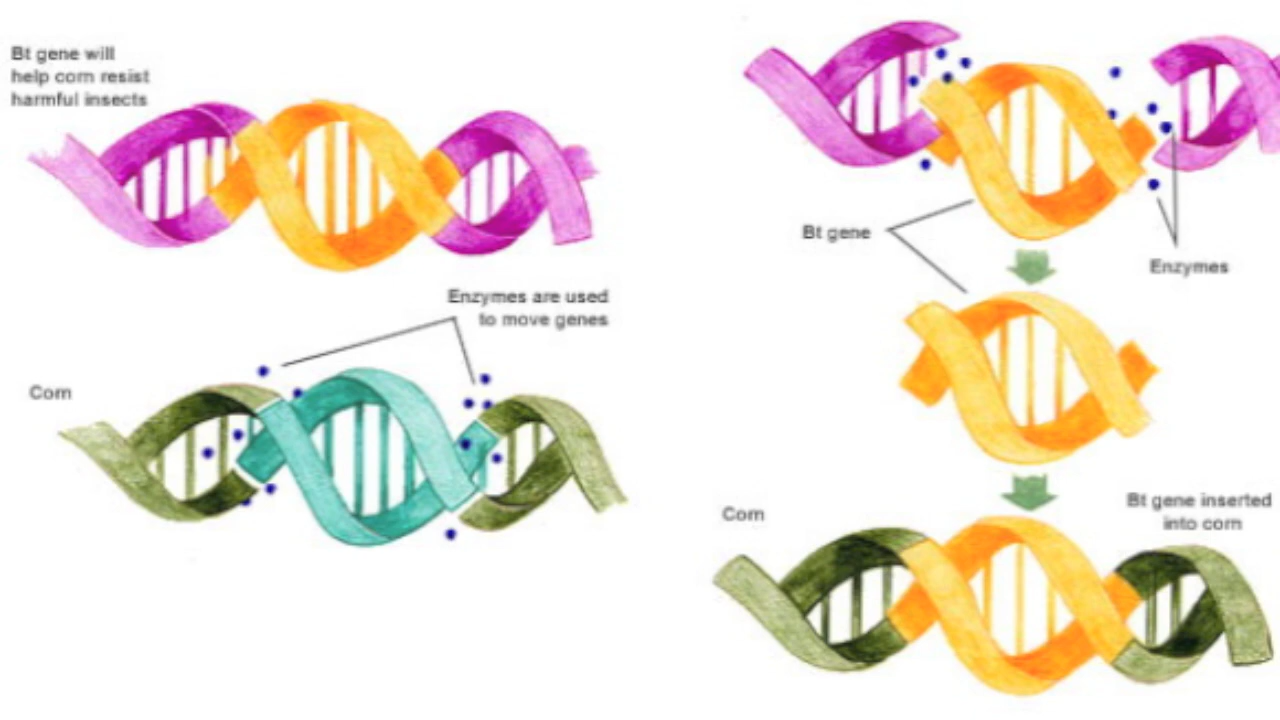 Bt gene will
help corn resist
harmful insects
Enzymes are used
to move genes
Corn
Bt gene
Enzymes
Corn
Bt gene inserted
into corn